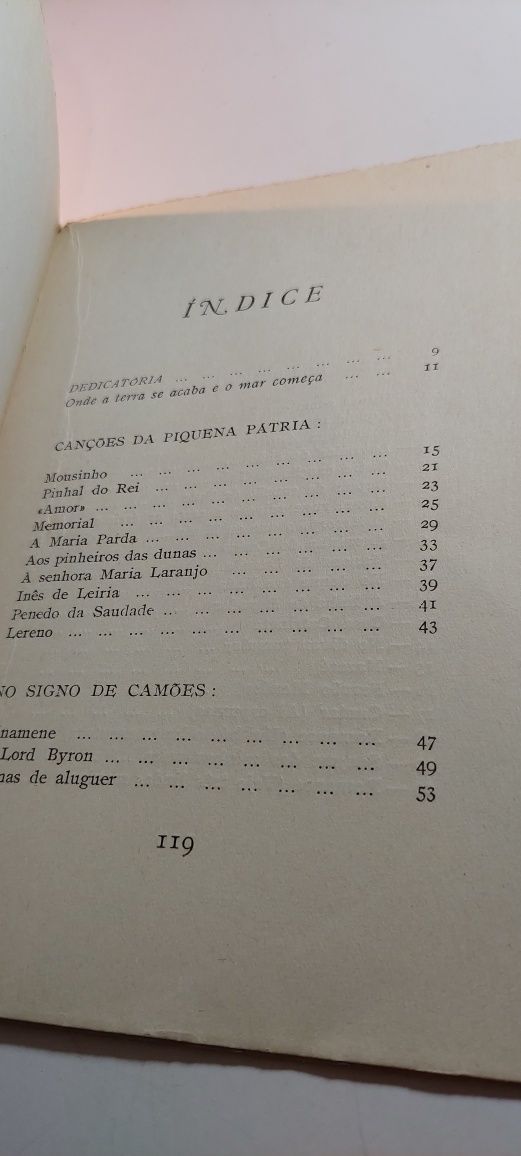 ÍNDICE
DEDICATÓRIA ... ... ... ... ... ... ... 9
Onde a terra se acaba e o mar começa ... ... 11
CANÇÕES DA PIQUENA PÁTRIA :
Mousinho ... ... ... ... ... ... ... ... 15
Pinhal do Rei ... ... ... ... ... ... ... 21
«Amor» ... ... ... ... ... ... ... ... ... 23
Memorial ... ... ... ... ... ... ... ... 25
A Maria Parda ... ... ... ... ... ... ... 29
Aos pinheiros das dunas ... ... ... ... ... 33
À senhora Maria Laranjo ... ... ... ... ... 37
Inês de Leiria ... ... ... ... ... ... ... ... 39
Penedo da Saudade ... ... ... ... ... ... ... 41
Lereno ... ... ... ... ... ... ... ... ... 43
NO SIGNO DE CAMÕES :
namene ... ... ... ... ... ... ... ... ... 47
Lord Byron ... ... ... ... ... ... ... ... 49
mas de aluguer ... ... ... ... ... ... ... 53
119